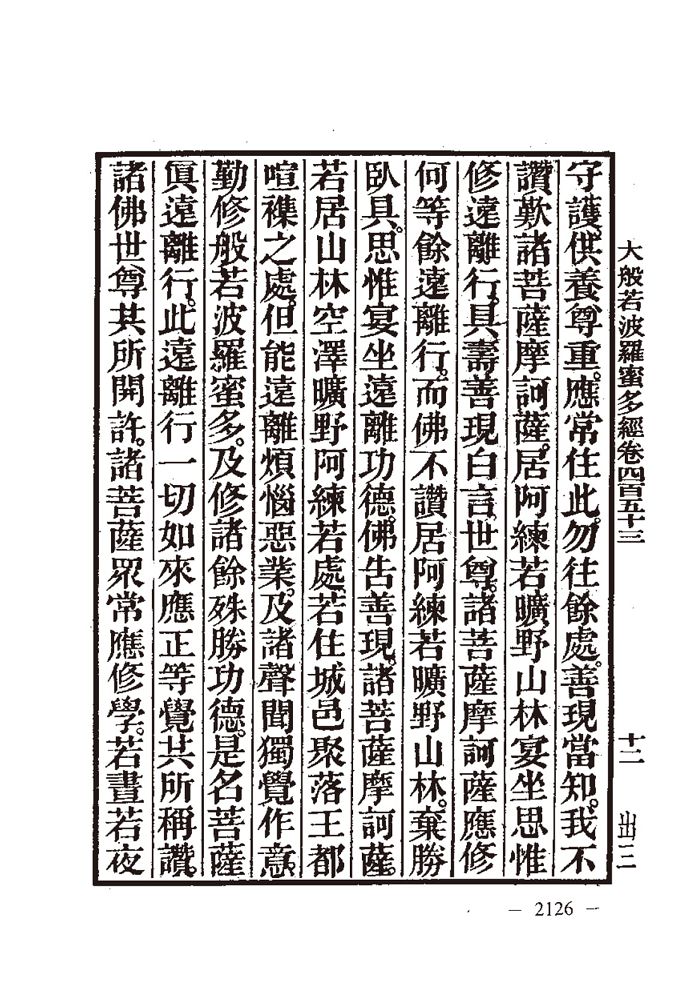 大般若波羅蜜多經卷四百五十三 十二 出三
守護供養尊重。應常住此。勿往餘處。善現當知。我不
讚歎諸菩薩摩訶薩。居阿練若曠野山林宴坐思惟
修遠離行。具壽善現白言。世尊。諸菩薩摩訶薩應修
何等餘遠離行。而佛不讚居阿練若曠野山林。棄勝
臥具。思惟宴坐遠離功德。佛告善現。諸菩薩摩訶薩。
若居山林空澤曠野阿練若處。若住城邑聚落王都
喧襍之處。但能遠離煩惱惡業。及諸聲聞獨覺作意。
勤修般若波羅蜜多。及修諸餘殊勝功德。是名菩薩
眞遠離行。此遠離行一切如來應正等覺共所稱讚。
諸佛世尊共所開許。諸菩薩眾常應修學。若晝若夜
— 2126 —